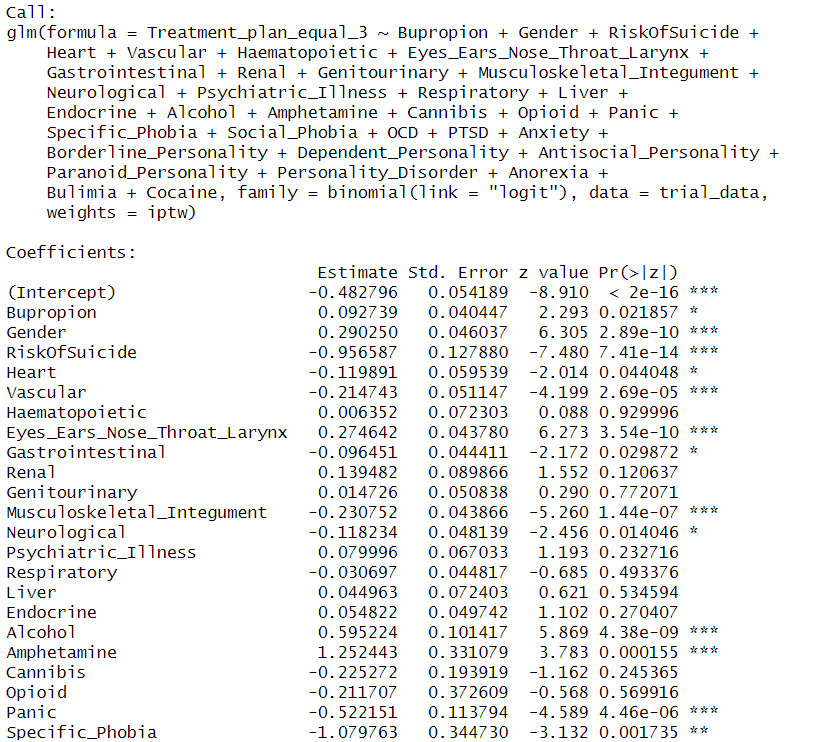 Call:
glm(formula = Treatment_plan_equal_3 ~ Bupropion + Gender + RiskOfSuicide +
    Heart + Vascular + Haematopoietic + Eyes_Ears_Nose_Throat_Larynx +
    Gastrointestinal + Renal + Genitourinary + Musculoskeletal_Integument +
    Neurological + Psychiatric_Illness + Respiratory + Liver +
    Endocrine + Alcohol + Amphetamine + Cannibis + Opioid + Panic +
    Specific_Phobia + Social_Phobia + OCD + PTSD + Anxiety +
    Borderline_Personality + Dependent_Personality + Antisocial_Personality +
    Paranoid_Personality + Personality_Disorder + Anorexia +
    Bulimia + Cocaine, family = binomial(link = "logit"), data = trial_data,
    weights = iptw)

Coefficients:
                              Estimate Std. Error z value Pr(>|z|)
(Intercept)                  -0.482796   0.054189  -8.910  < 2e-16 ***
Bupropion                     0.092739   0.040447   2.293 0.021857 *
Gender                        0.290250   0.046037   6.305 2.89e-10 ***
RiskOfSuicide                -0.956587   0.127880  -7.480 7.41e-14 ***
Heart                        -0.119891   0.059539  -2.014 0.044048 *
Vascular                     -0.214743   0.051147  -4.199 2.69e-05 ***
Haematopoietic                0.006352   0.072303   0.088 0.929996
Eyes_Ears_Nose_Throat_Larynx  0.274642   0.043780   6.273 3.54e-10 ***
Gastrointestinal             -0.096451   0.044411  -2.172 0.029872 *
Renal                         0.139482   0.089866   1.552 0.120637
Genitourinary                 0.014726   0.050838   0.290 0.772071
Musculoskeletal_Integument   -0.230752   0.043866  -5.260 1.44e-07 ***
Neurological                 -0.118234   0.048139  -2.456 0.014046 *
Psychiatric_Illness           0.079996   0.067033   1.193 0.232716
Respiratory                  -0.030697   0.044817  -0.685 0.493376
Liver                         0.044963   0.072403   0.621 0.534594
Endocrine                     0.054822   0.049742   1.102 0.270407
Alcohol                       0.595224   0.101417   5.869 4.38e-09 ***
Amphetamine                   1.252443   0.331079   3.783 0.000155 ***
Cannibis                     -0.225272   0.193919  -1.162 0.245365
Opioid                       -0.211707   0.372609  -0.568 0.569916
Panic                        -0.522151   0.113794  -4.589 4.46e-06 ***
Specific_Phobia              -1.079763   0.344730  -3.132 0.001735 **